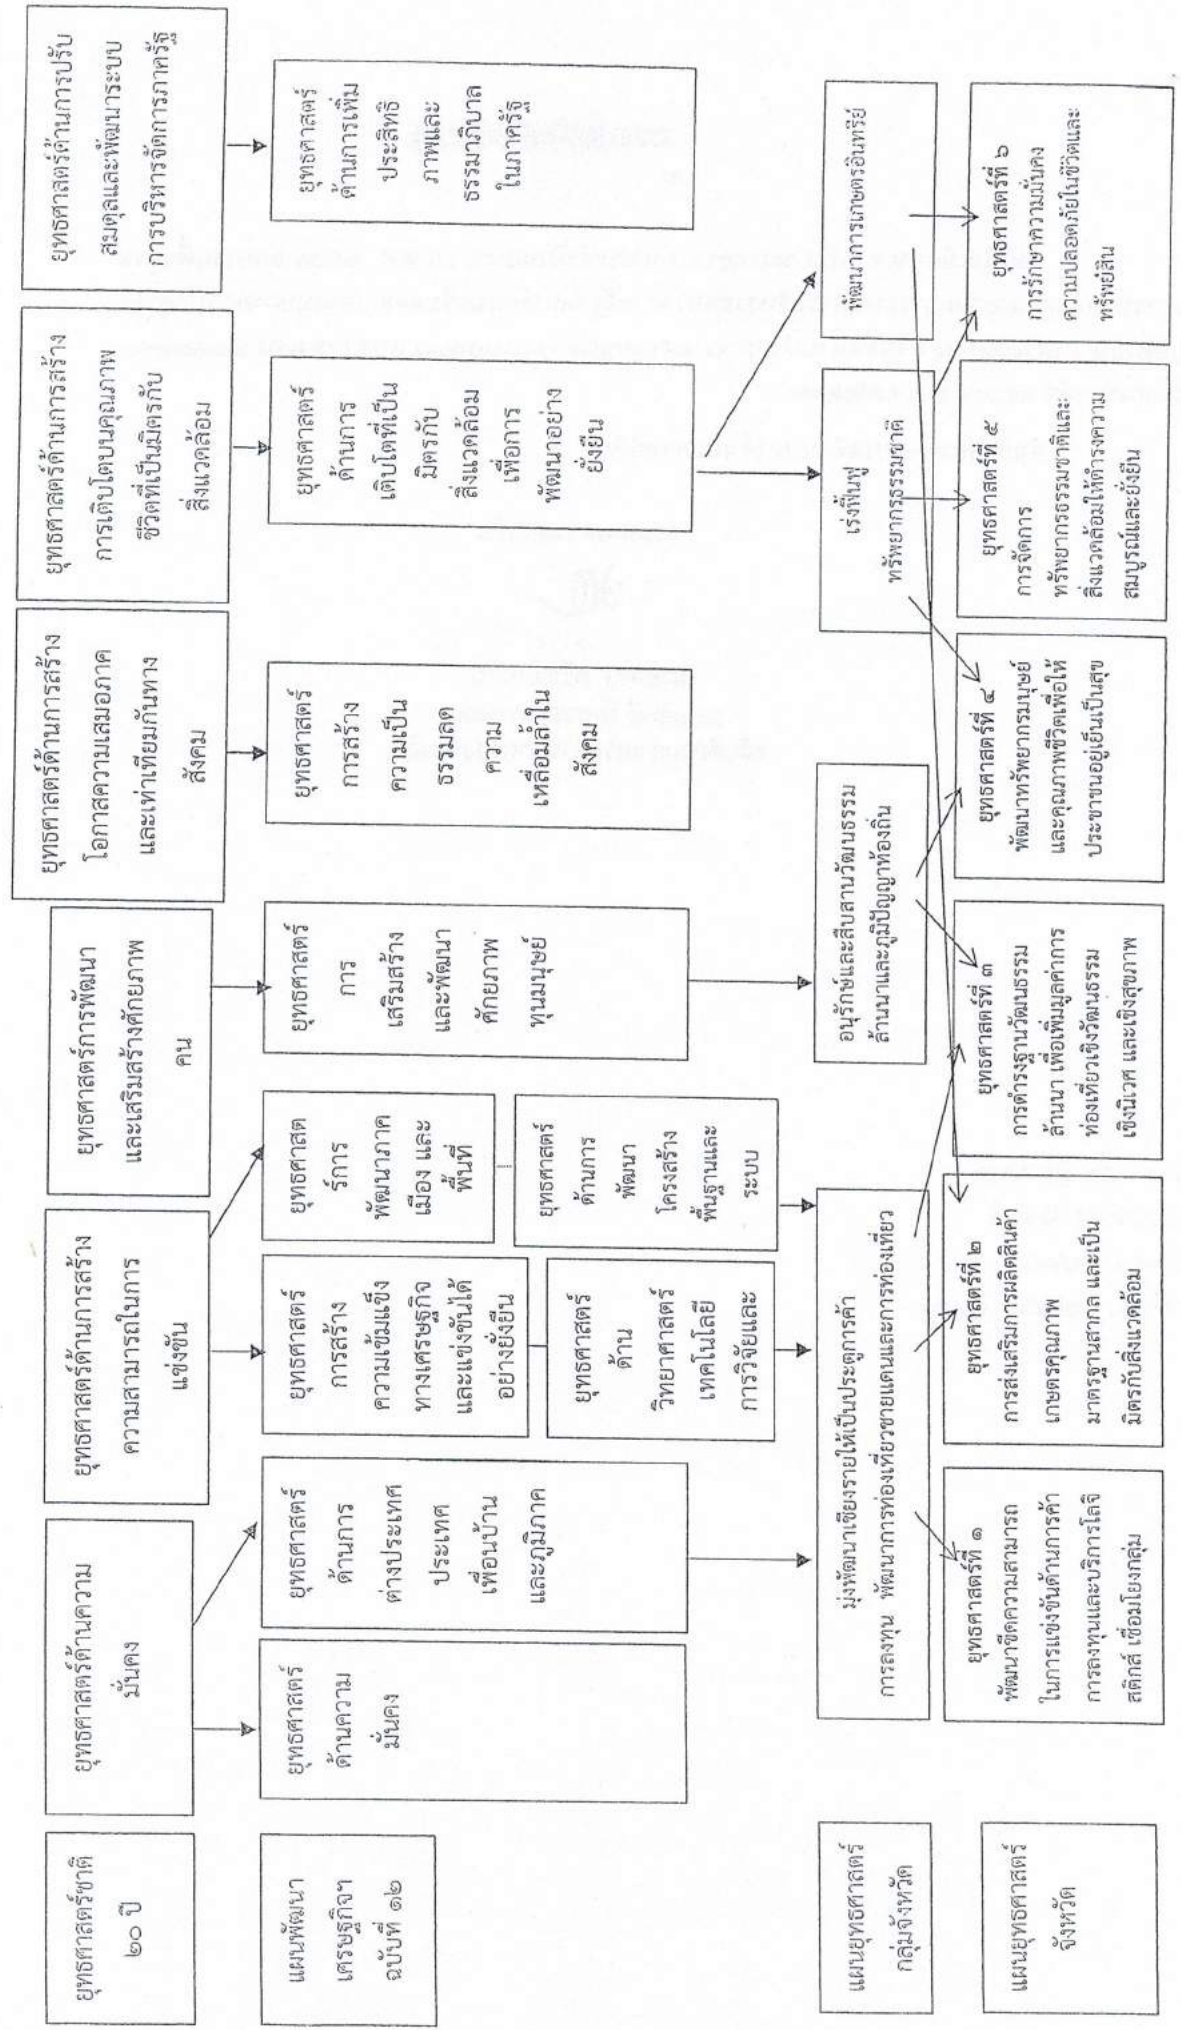 ยุทธศาสตร์ชาติ
๒๐ ปี
ยุทธศาสตร์ด้านความ
มั่นคง
ยุทธศาสตร์ด้านการสร้าง
ความสามารถในการ
แข่งขัน
ยุทธศาสตร์การพัฒนา
และเสริมสร้างศักยภาพ
คน
ยุทธศาสตร์ด้านการสร้าง
โอกาสความเสมอภาค
และเท่าเทียมกันทาง
สังคม
ยุทธศาสตร์ด้านการสร้าง
การเติบโตบนคุณภาพ
ชีวิตที่เป็นมิตรกับ
สิ่งแวดล้อม
ยุทธศาสตร์ด้านการปรับ
สมดุลและพัฒนาระบบ
การบริหารจัดการภาครัฐ
แผนพัฒนา
เศรษฐกิจฯ
ฉบับที่ ๑๒
ยุทธศาสตร์
ด้านความ
มั่นคง
ยุทธศาสตร์
ด้านการ
ต่างประเทศ
ประเทศ
เพื่อนบ้าน
และภูมิภาค
ยุทธศาสตร์
การสร้าง
ความเข้มแข็ง
ทางเศรษฐกิจ
และแข่งขันได้
อย่างยั่งยืน
ยุทธศาสตร์
ด้าน
วิทยาศาสตร์
เทคโนโลยี
การวิจัยและ
ยุทธศาสต
ร์การ
พัฒนาภาค
เมือง และ
พื้นที่
ยุทธศาสตร์
ด้านการ
พัฒนา
โครงสร้าง
พื้นฐานและ
ระบบ
ยุทธศาสตร์
การ
เสริมสร้าง
และพัฒนา
ศักยภาพ
ทุนมนุษย์
ยุทธศาสตร์
การสร้าง
ความเป็น
ธรรมลด
ความ
เหลื่อมล้ำใน
สังคม
ยุทธศาสตร์
ด้านการ
เติบโตที่เป็น
มิตรกับ
สิ่งแวดล้อม
เพื่อการ
พัฒนาอย่าง
ยั่งยืน
ยุทธศาสตร์
ด้านการเพิ่ม
ประสิทธิ
ภาพและ
ธรรมาภิบาล
ในภาครัฐ
แผนยุทธศาสตร์
กลุ่มจังหวัด
มุ่งพัฒนาเชียงรายให้เป็นประตูการค้า
การลงทุน พัฒนาการท่องเที่ยวชายแดนและการท่องเที่ยว
อนุรักษ์และสืบสานวัฒนธรรม
ล้านนาและภูมิปัญญาท้องถิ่น
เร่งฟื้นฟู
ทรัพยากรธรรมชาติ
พัฒนาการเกษตรอินทรีย์
แผนยุทธศาสตร์
จังหวัด
ยุทธศาสตร์ที่ ๑
พัฒนาขีดความสามารถ
ในการแข่งขันด้านการค้า
การลงทุนและบริการโลจิ
สติกส์ เชื่อมโยงกลุ่ม
ยุทธศาสตร์ที่ ๒
การส่งเสริมการผลิตสินค้า
เกษตรคุณภาพ
มาตรฐานสากล และเป็น
มิตรกับสิ่งแวดล้อม
ยุทธศาสตร์ที่ ๓
การดำรงฐานวัฒนธรรม
ล้านนา เพื่อเพิ่มมูลค่าการ
ท่องเที่ยวเชิงวัฒนธรรม
เชิงนิเวศ และเชิงสุขภาพ
ยุทธศาสตร์ที่ ๔
พัฒนาทรัพยากรมนุษย์
และคุณภาพชีวิตเพื่อให้
ประชาชนอยู่เย็นเป็นสุข
ยุทธศาสตร์ที่ ๕
การจัดการ
ทรัพยากรธรรมชาติและ
สิ่งแวดล้อมให้ดำรงความ
สมบูรณ์และยั่งยืน
ยุทธศาสตร์ที่ ๖
การรักษาความมั่นคง
ความปลอดภัยในชีวิตและ
ทรัพย์สิน